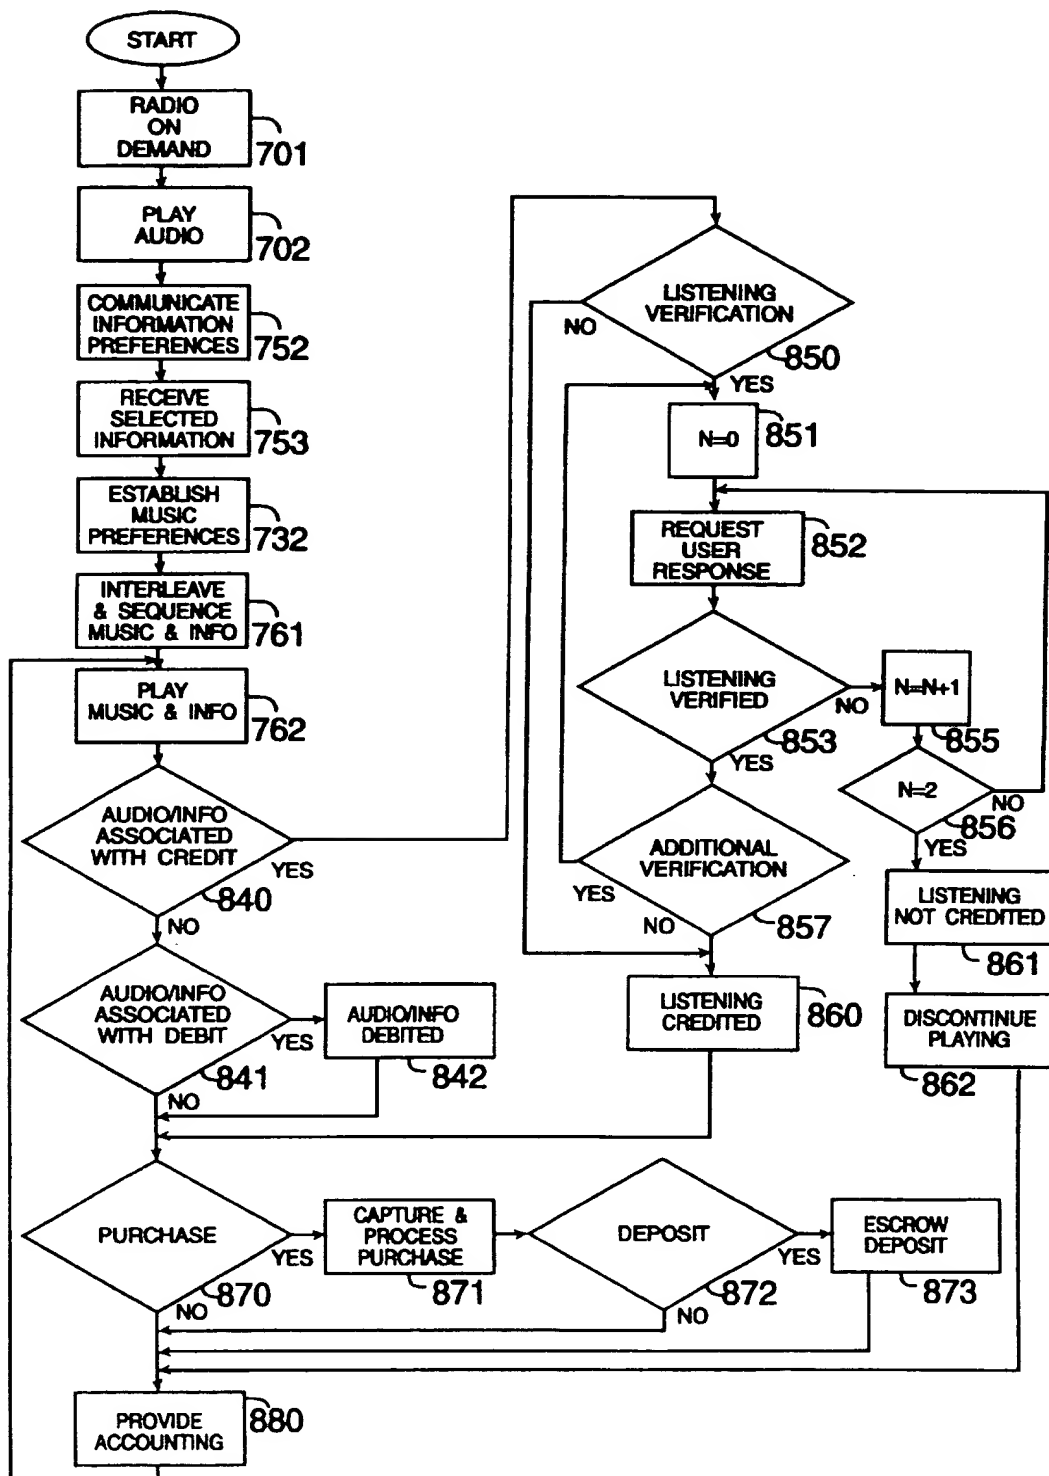 START
RADIO
ON
DEMAND
701
PLAY
AUDIO
702
COMMUNICATE
INFORMATION
PREFERENCES
752
RECEIVE
SELECTED
INFORMATION
753
ESTABLISH
MUSIC
PREFERENCES
732
INTERLEAVE
& SEQUENCE
MUSIC & INFO
761
PLAY
MUSIC & INFO
762
AUDIO/INFO
ASSOCIATED
WITH CREDIT
YES
840
NO
AUDIO/INFO
ASSOCIATED
WITH DEBIT
YES
841
NO
AUDIO/INFO
DEBITED
842
LISTENING
VERIFICATION
NO
850
YES
N=0
851
REQUEST
USER
RESPONSE
852
LISTENING
VERIFIED
NO
853
YES
N=N+1
855
N=2
NO
856
YES
ADDITIONAL
VERIFICATION
YES
857
NO
LISTENING
NOT CREDITED
861
LISTENING
CREDITED
860
DISCONTINUE
PLAYING
862
PURCHASE
YES
870
NO
CAPTURE &
PROCESS
PURCHASE
871
DEPOSIT
YES
872
NO
ESCROW
DEPOSIT
873
PROVIDE
ACCOUNTING
880